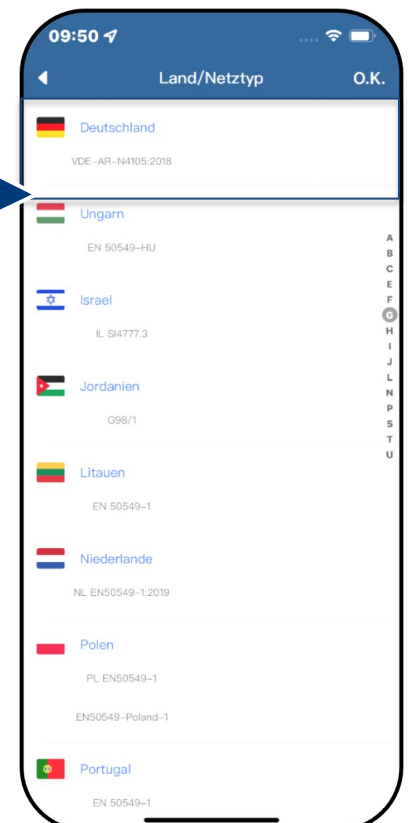 09:50
Land/Netztyp
O.K.
Deutschland
VDE-AR-N4105:2018
Ungarn
EN 50549-HU
Israel
IL SI4777.3
Jordanien
G98/1
Litauen
EN 50549-1
Niederlande
NL EN50549-1:2019
Polen
PL EN50549-1
EN50549-Poland-1
Portugal
EN 50549-1
A
B
C
E
F
G
H
I
J
L
N
P
S
T
U